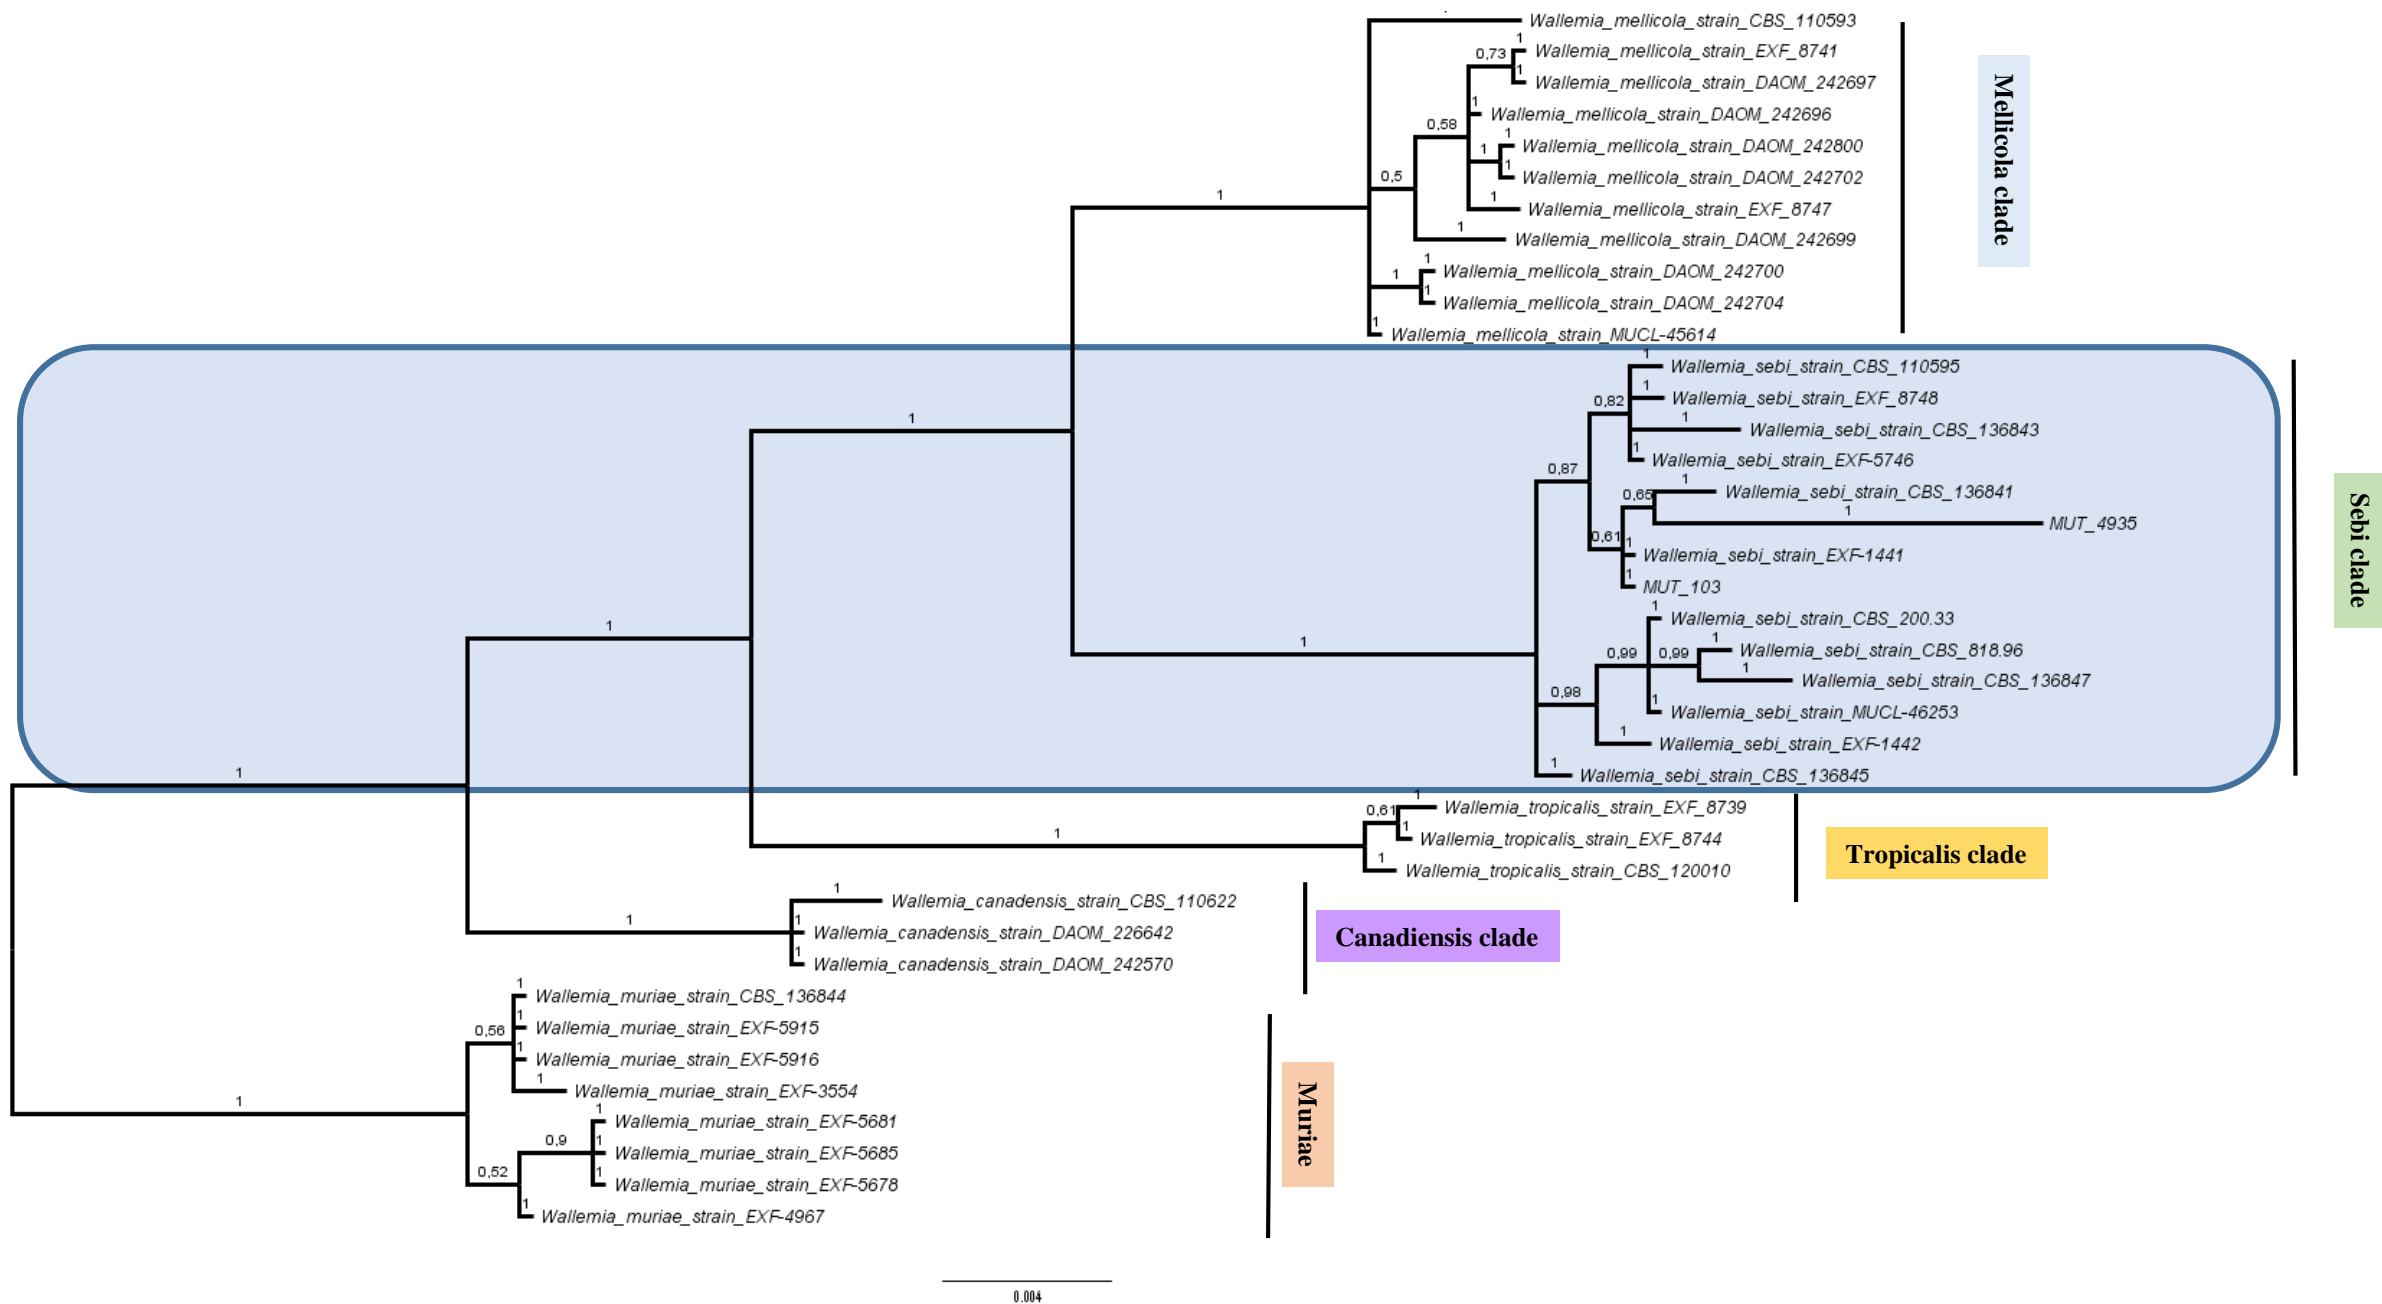 Wallemia_mellicola_strain_CBS_110593
1
Wallemia_mellicola_strain_EXF_8741
0,73
1
Wallemia_mellicola_strain_DAOM_242697
1
Wallemia_mellicola_strain_DAOM_242696
0,58
1
Wallemia_mellicola_strain_DAOM_242800
1
1
Wallemia_mellicola_strain_DAOM_242702
0,5
1
Wallemia_mellicola_strain_EXF_8747
1
1
Wallemia_mellicola_strain_DAOM_242699
1
Wallemia_mellicola_strain_DAOM_242700
1
1
Wallemia_mellicola_strain_DAOM_242704
1
Wallemia_mellicola_strain_MUCL-45614
Mellicola clade
1
Wallemia_sebi_strain_CBS_110595
1
Wallemia_sebi_strain_EXF_8748
0,82
1
1
Wallemia_sebi_strain_CBS_136843
1
Wallemia_sebi_strain_EXF-5746
0,87
1
Wallemia_sebi_strain_CBS_136841
0,65
1
MUT_4935
0,61
1
Wallemia_sebi_strain_EXF-1441
1
MUT_103
1
Wallemia_sebi_strain_CBS_200.33
1
1
Wallemia_sebi_strain_CBS_818.96
1
0,99
0,99
1
Wallemia_sebi_strain_CBS_136847
0,98
1
Wallemia_sebi_strain_MUCL-46253
1
Wallemia_sebi_strain_EXF-1442
1
1
Wallemia_sebi_strain_CBS_136845
Sebi clade
1
Wallemia_tropicalis_strain_EXF_8739
0,61
1
Wallemia_tropicalis_strain_EXF_8744
1
1
Wallemia_tropicalis_strain_CBS_120010
Tropicalis clade
1
Wallemia_canadensis_strain_CBS_110622
1
1
Wallemia_canadensis_strain_DAOM_226642
1
Wallemia_canadensis_strain_DAOM_242570
Canadiensis clade
1
Wallemia_muriae_strain_CBS_136844
1
Wallemia_muriae_strain_EXF-5915
0,56
1
Wallemia_muriae_strain_EXF-5916
1
Wallemia_muriae_strain_EXF-3554
1
1
Wallemia_muriae_strain_EXF-5681
0,9
1
Wallemia_muriae_strain_EXF-5685
0,52
1
Wallemia_muriae_strain_EXF-5678
1
Wallemia_muriae_strain_EXF-4967
Muriae
0.004